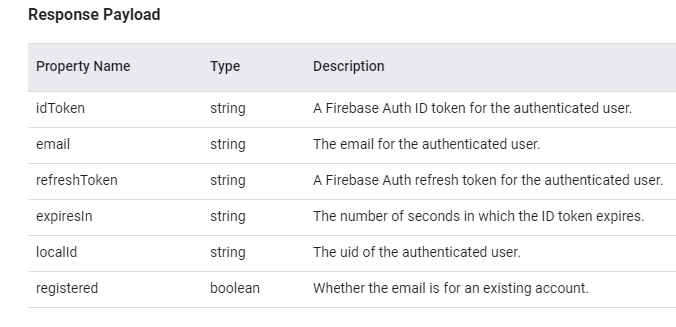 Response Payload
Property Name Type Description
idToken string A Firebase Auth ID token for the authenticated user.
email string The email for the authenticated user.
refreshToken string A Firebase Auth refresh token for the authenticated user.
expiresIn string The number of seconds in which the ID token expires.
localId string The uid of the authenticated user.
registered boolean Whether the email is for an existing account.